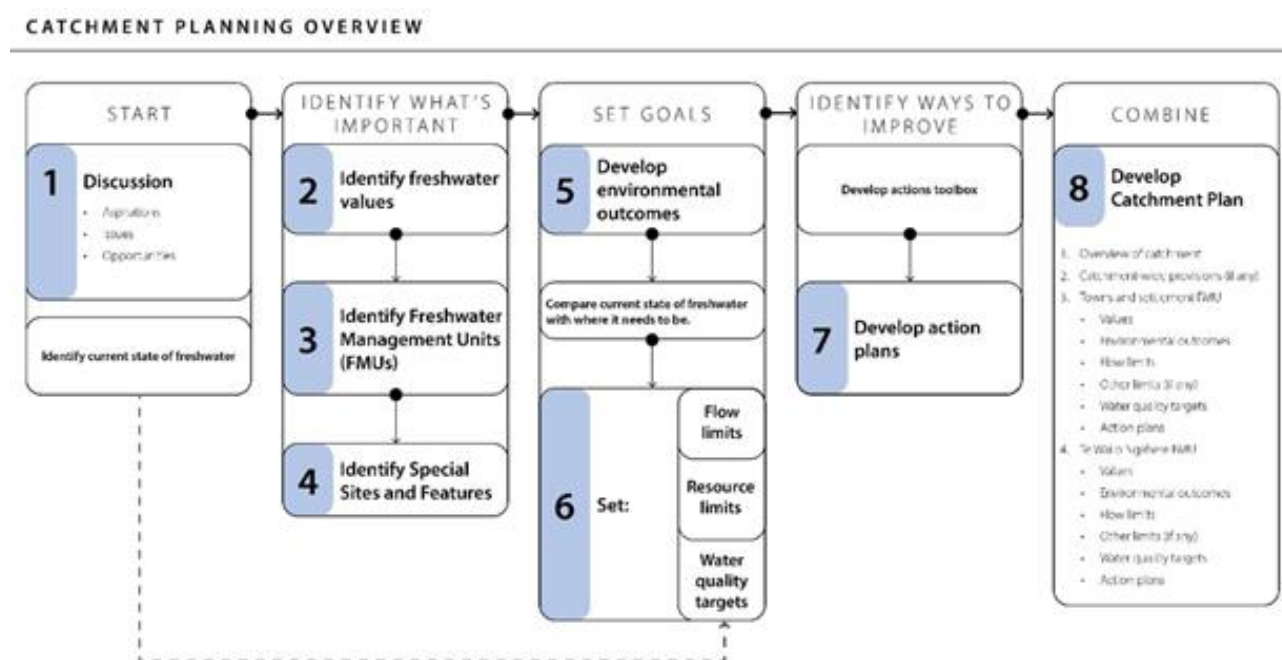 CATCHMENT PLANNING OVERVIEW
START
1
Discussion
• Aspirations
• Issues
• Opportunities
Identify current state of freshwater
IDENTIFY WHAT'S
IMPORTANT
2
Identify freshwater
values
3
Identify Freshwater
Management Units
(FMUs)
4
Identify Special
Sites and Features
SET GOALS
5
Develop
environmental
outcomes
Compare current state of freshwater
with where it needs to be.
6
Set:
Flow
limits
Resource
limits
Water
quality
targets
IDENTIFY WAYS TO
IMPROVE
Develop actions toolbox
7
Develop action
plans
COMBINE
8
Develop
Catchment Plan
1. Overview of catchment
2. Catchment-wide provisions (if any)
3. Towns and settlement FMU
• Values
• Environmental outcomes
• Flow limits
• Other limits (if any)
• Water quality targets
• Action plans
4. Te Wai o FMU
• Values
• Environmental outcomes
• Flow limits
• Other limits (if any)
• Water quality targets
• Action plans